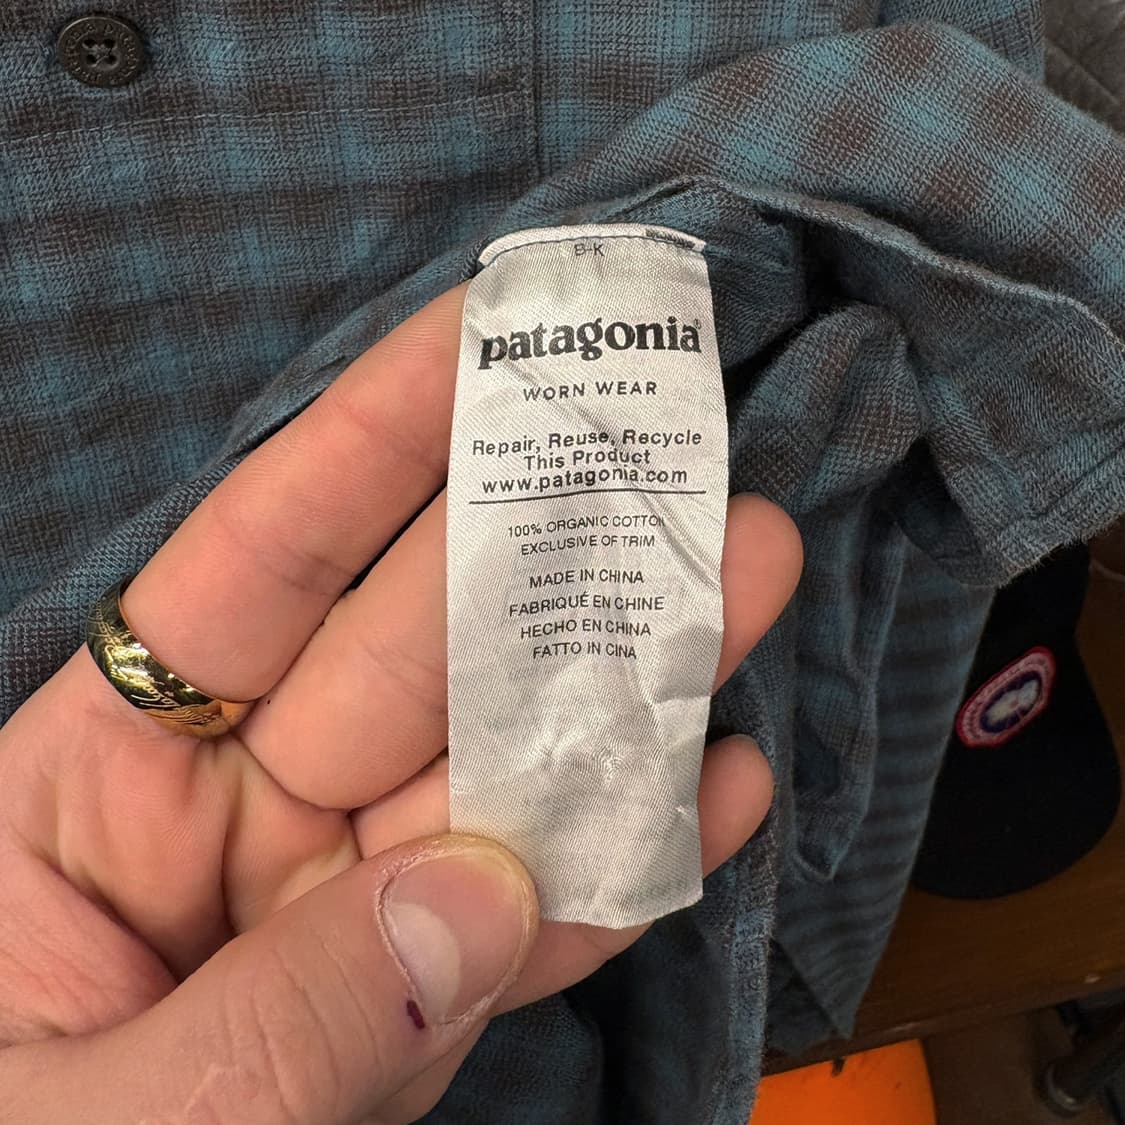 B-K
patagonia®
WORN WEAR
Repair, Reuse, Recycle
This Product
www.patagonia.com
100% ORGANIC COTTON
EXCLUSIVE OF TRIM
MADE IN CHINA
FABRIQUÉ EN CHINE
HECHO EN CHINA
FATTO IN CINA